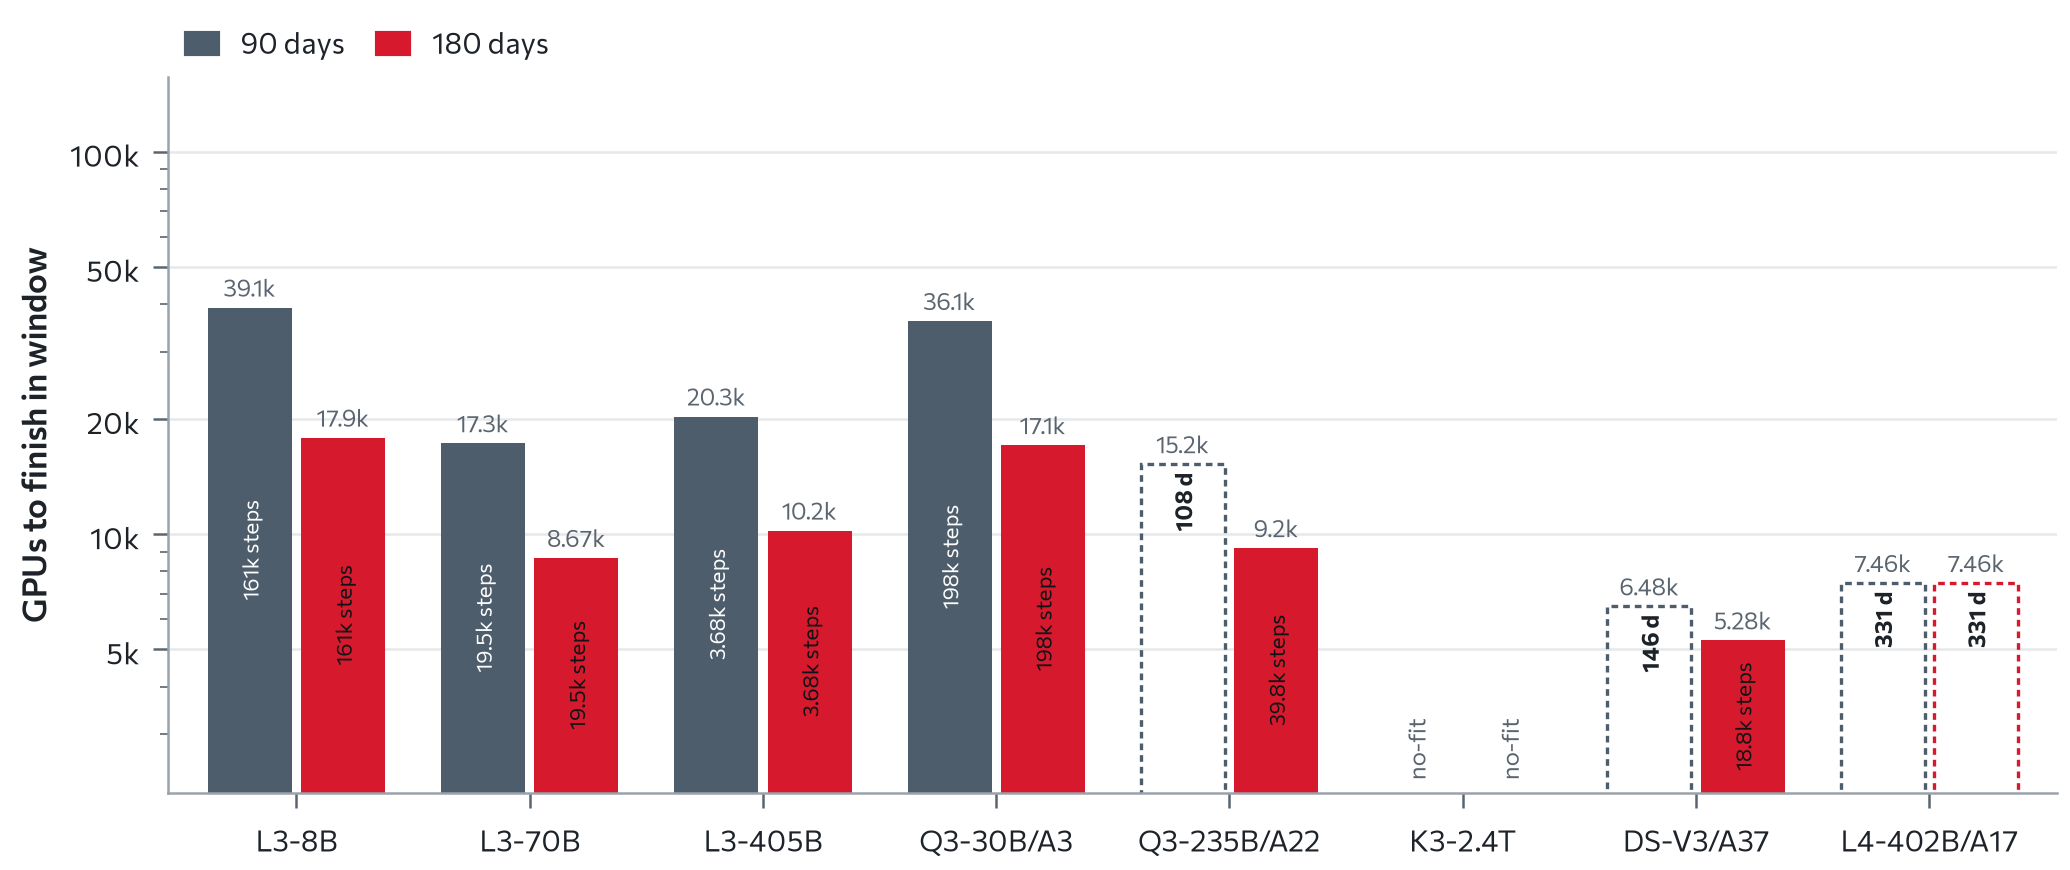 90 days
180 days
GPUs to finish in window
100k
50k
20k
10k
5k
39.1k
161k steps
17.9k
161k steps
17.3k
19.5k steps
8.67k
19.5k steps
20.3k
3.68k steps
10.2k
3.68k steps
36.1k
198k steps
17.1k
198k steps
15.2k
108 d
9.2k
39.8k steps
no-fit
no-fit
6.48k
146 d
5.28k
18.8k steps
7.46k
331 d
7.46k
331 d
L3-8B
L3-70B
L3-405B
Q3-30B/A3
Q3-235B/A22
K3-2.4T
DS-V3/A37
L4-402B/A17